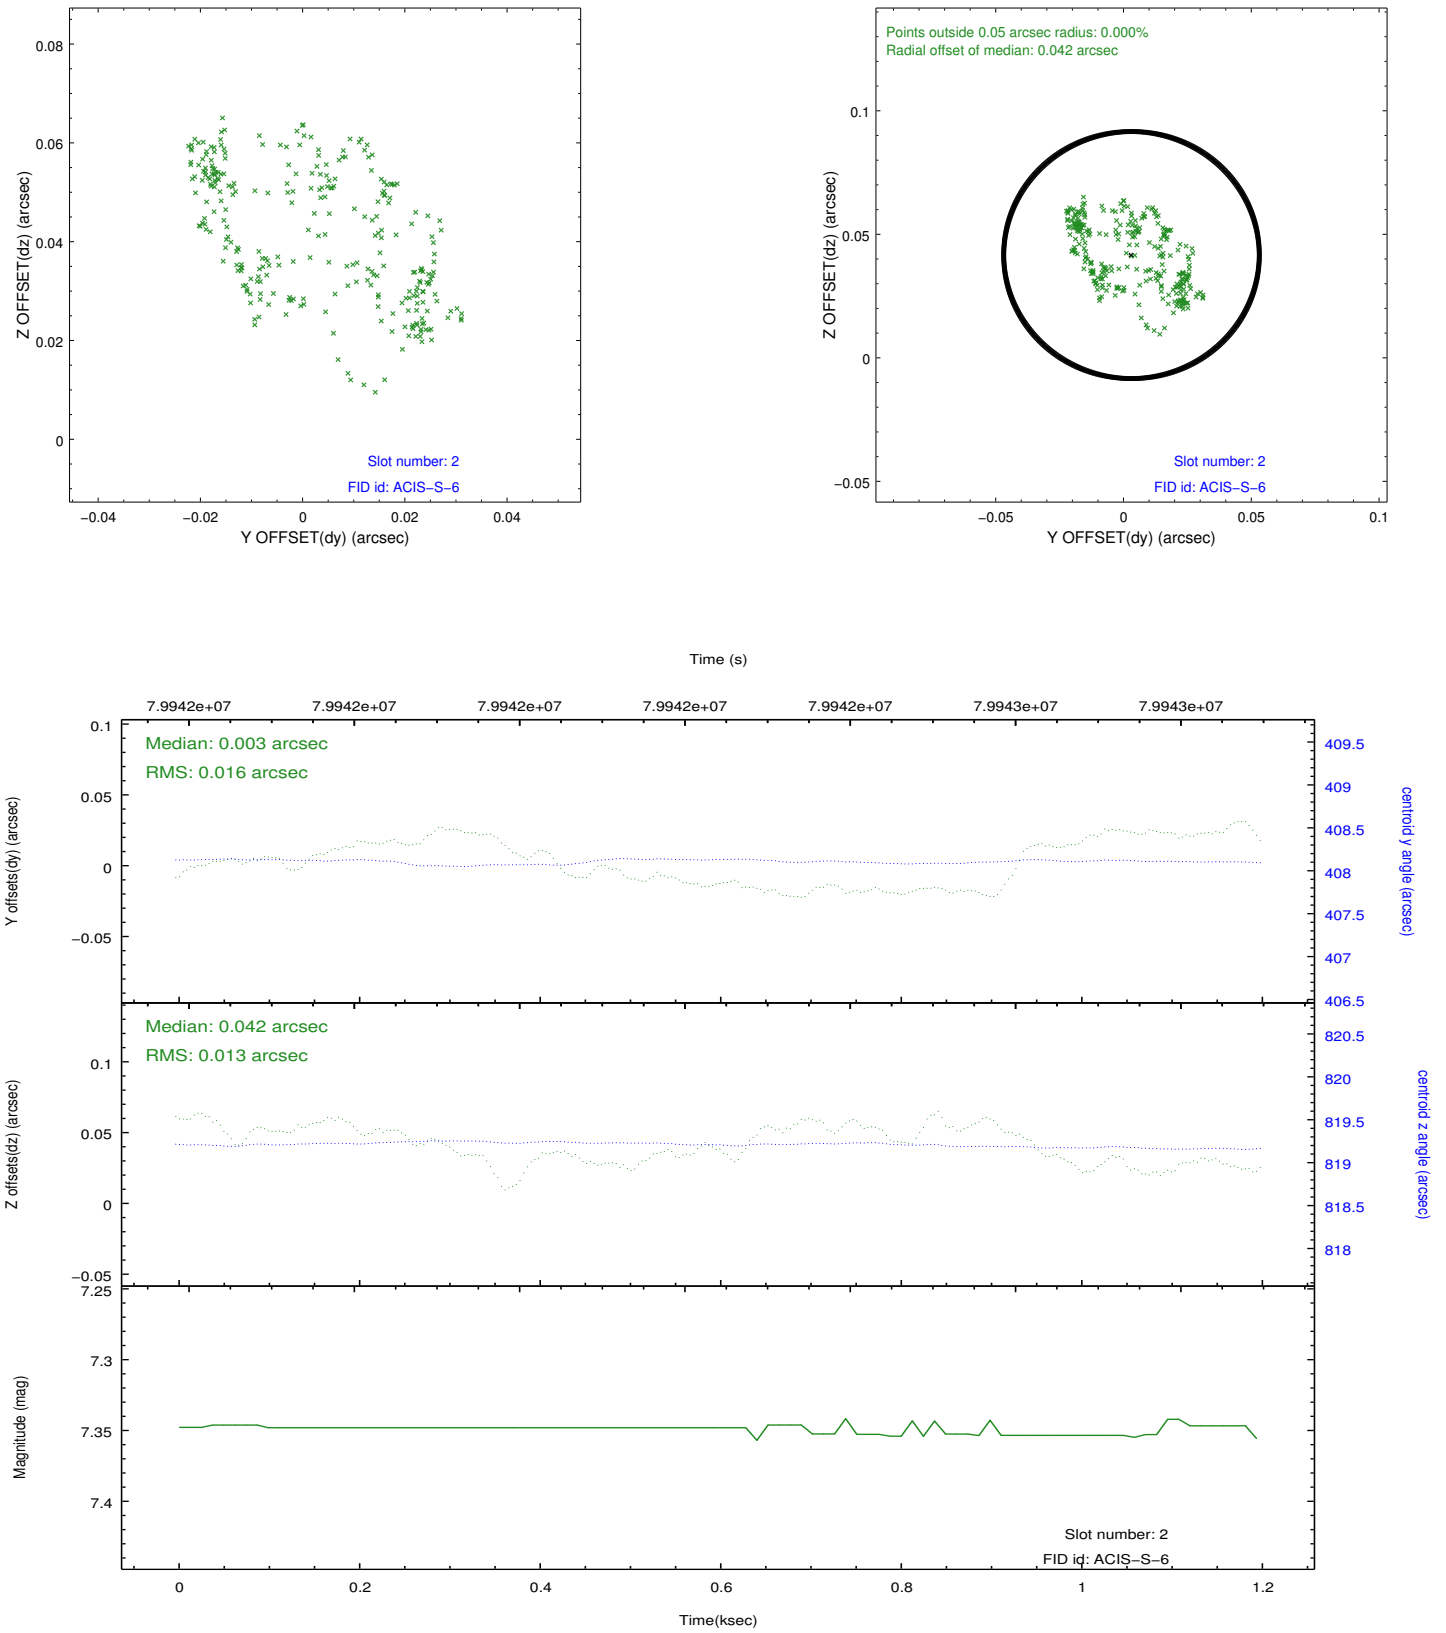 0.08
0.06
0.04
0.02
0
Z OFFSET(dz) (arcsec)
Slot number: 2
FID id: ACIS−S−6
−0.04
−0.02
0
0.02
0.04
Y OFFSET(dy) (arcsec)
Points outside 0.05 arcsec radius: 0.000%
Radial offset of median: 0.042 arcsec
0.1
0.05
0
−0.05
Z OFFSET(dz) (arcsec)
Slot number: 2
FID id: ACIS−S−6
−0.05
0
0.05
0.1
Y OFFSET(dy) (arcsec)
Time (s)
7.9942e+07
7.9942e+07
7.9942e+07
7.9942e+07
7.9942e+07
7.9943e+07
7.9943e+07
Median: 0.003 arcsec
RMS: 0.016 arcsec
0.1
0.05
0
−0.05
Y offsets(dy) (arcsec)
409.5
409
408.5
408
407.5
407
406.5
centroid y angle (arcsec)
Median: 0.042 arcsec
RMS: 0.013 arcsec
0.1
0.05
0
−0.05
Z offsets(dz) (arcsec)
820.5
820
819.5
819
818.5
818
centroid z angle (arcsec)
7.25
7.3
7.35
7.4
Magnitude (mag)
Slot number: 2
FID id: ACIS−S−6
0
0.2
0.4
0.6
0.8
1
1.2
Time(ksec)